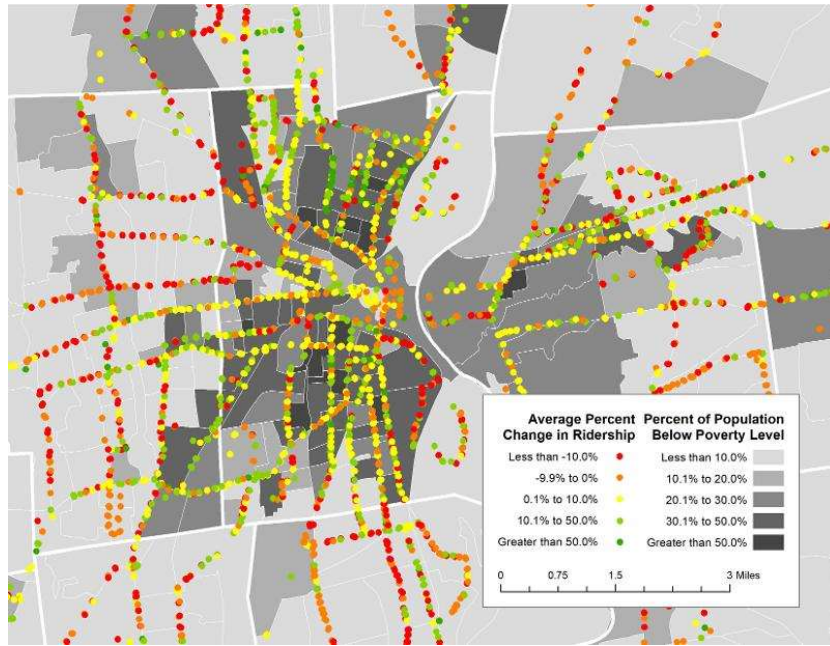 Average Percent Change in Ridership
Less than -10.0%
-9.9% to 0%
0.1% to 10.0%
10.1% to 50.0%
Greater than 50.0%
Percent of Population Below Poverty Level
Less than 10.0%
10.1% to 20.0%
20.1% to 30.0%
30.1% to 50.0%
Greater than 50.0%
0 0.75 1.5 3 Miles